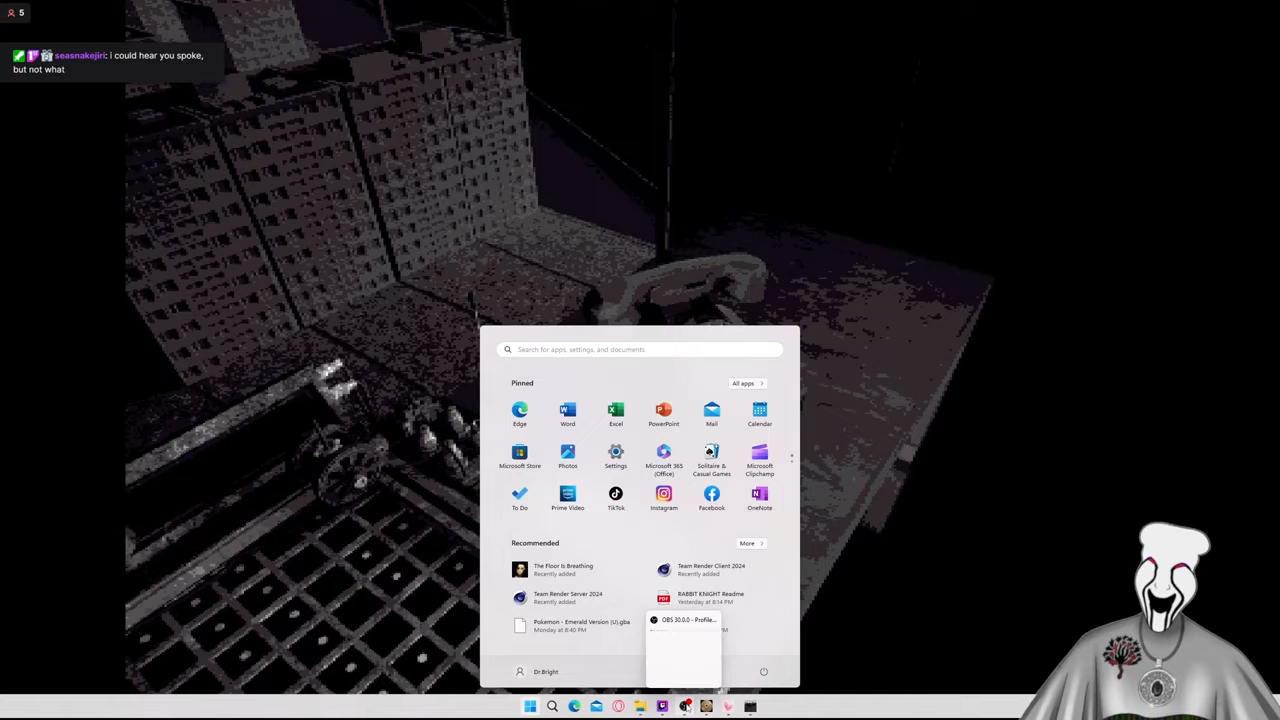 5
seasnakejiri: i could hear you spoke,
but not what
Search for apps, settings, and documents
Pinned
All apps
Edge
Word
Excel
PowerPoint
Mail
Calendar
Microsoft Store
Photos
Settings
Microsoft 365
(Office)
Solitaire &
Casual Games
Microsoft
Clipchamp
To Do
Prime Video
TikTok
Instagram
Facebook
OneNote
Recommended
More
The Floor Is Breathing
Recently added
Team Render Client 2024
Recently added
Team Render Server 2024
Recently added
RABBIT KNIGHT Readme
Yesterday at 8:14 PM
Pokemon - Emerald Version (U).gba
Monday at 8:40 PM
OBS 30.0.0 - Profile...
PM
Dr.Bright